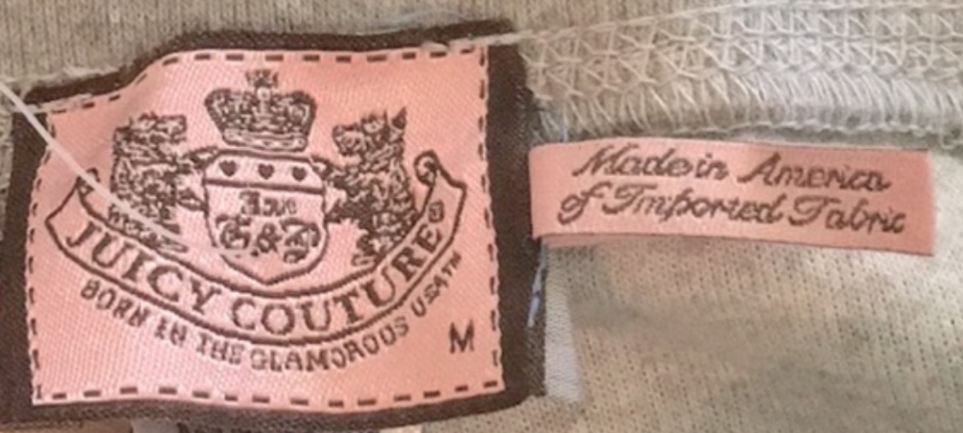 G&P
JUICY COUTURE®
BORN IN THE GLAMOROUS USA™
M
Made in America
of Imported Fabric